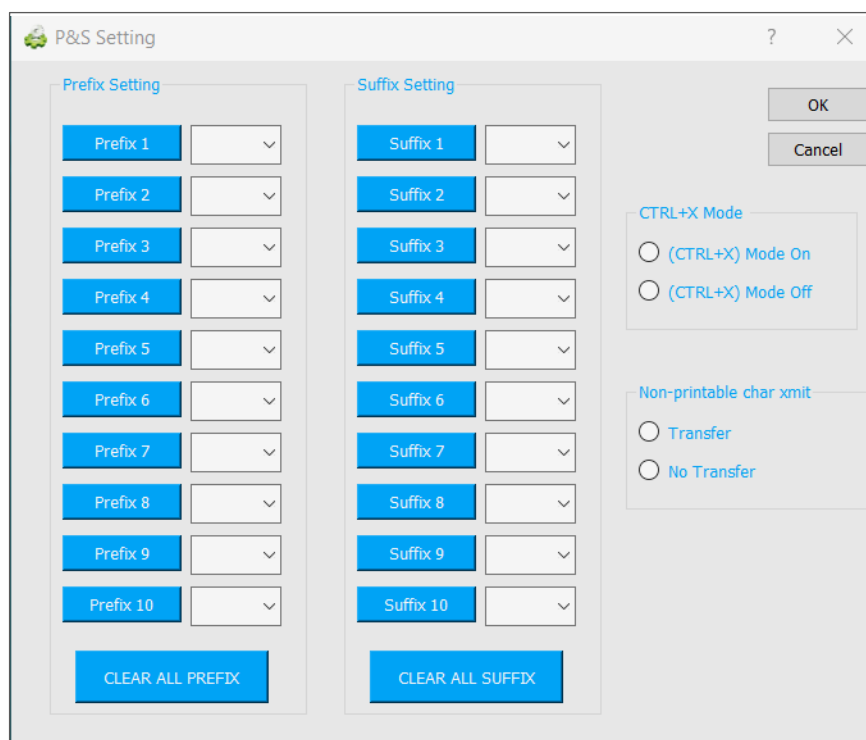 P&S Setting
?
Prefix Setting
Prefix 1
Prefix 2
Prefix 3
Prefix 4
Prefix 5
Prefix 6
Prefix 7
Prefix 8
Prefix 9
Prefix 10
CLEAR ALL PREFIX
Suffix Setting
Suffix 1
Suffix 2
Suffix 3
Suffix 4
Suffix 5
Suffix 6
Suffix 7
Suffix 8
Suffix 9
Suffix 10
CLEAR ALL SUFFIX
OK
Cancel
CTRL+X Mode
(CTRL+X) Mode On
(CTRL+X) Mode Off
Non-printable char xmit
Transfer
No Transfer